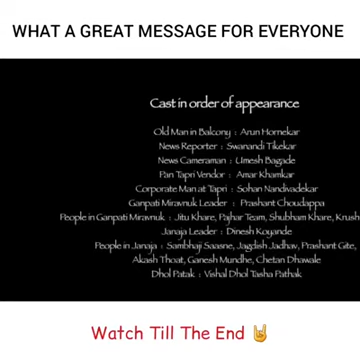 WHAT A GREAT MESSAGE FOR EVERYONE
Cast in order of appearance
Old Man in Balcony : Arun Hornekar
News Reporter : Swanandi Tikekar
News Cameraman : Umesh Bagade
Pan Tapri Vendor : Amar Khamkar
Corporate Man at Tapri : Sohan Nandivadekar
Ganpati Miravnuk Leader : Prashant Choudappa
People in Ganpati Miravnuk : Jitu Khare, Pajhar Team, Shubham Khare, Krush
Janaja Leader : Dinesh Koyande
People in Janaja : Sambhaji Saasne, Jagdish Jadhav, Prashant Gite,
Akash Thoat, Ganesh Mundhe, Chetan Dhawale
Dhol Patak : Vishal Dhol Tasha Pathak
Watch Till The End 🤘